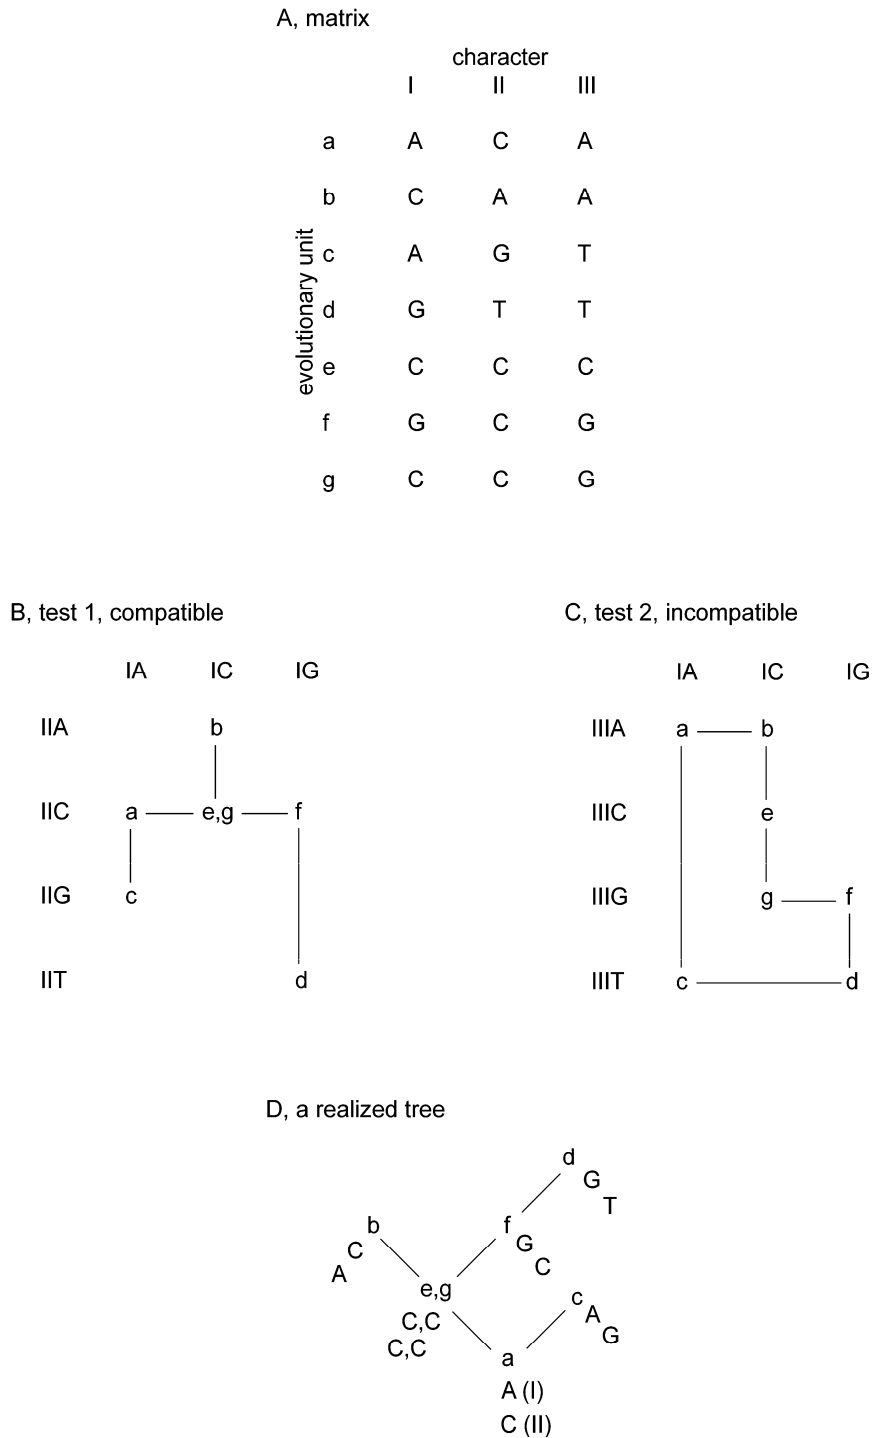 A, matrix
character
I II III
evolutionary unit
a A C A
b C A A
c A G T
d G T T
e C C C
f G C G
g C C G
B, test 1, compatible
IA IC IG
IIA b
IIC a e,g f
IIG c
IIT d
C, test 2, incompatible
IA IC IG
IIIA a b
IIIC e
IIIG g f
IIIT c d
D, a realized tree
d
G
T
b
C
A
f
G
C
e,g
C,C
C,C
c
A
G
a
A (I)
C (II)